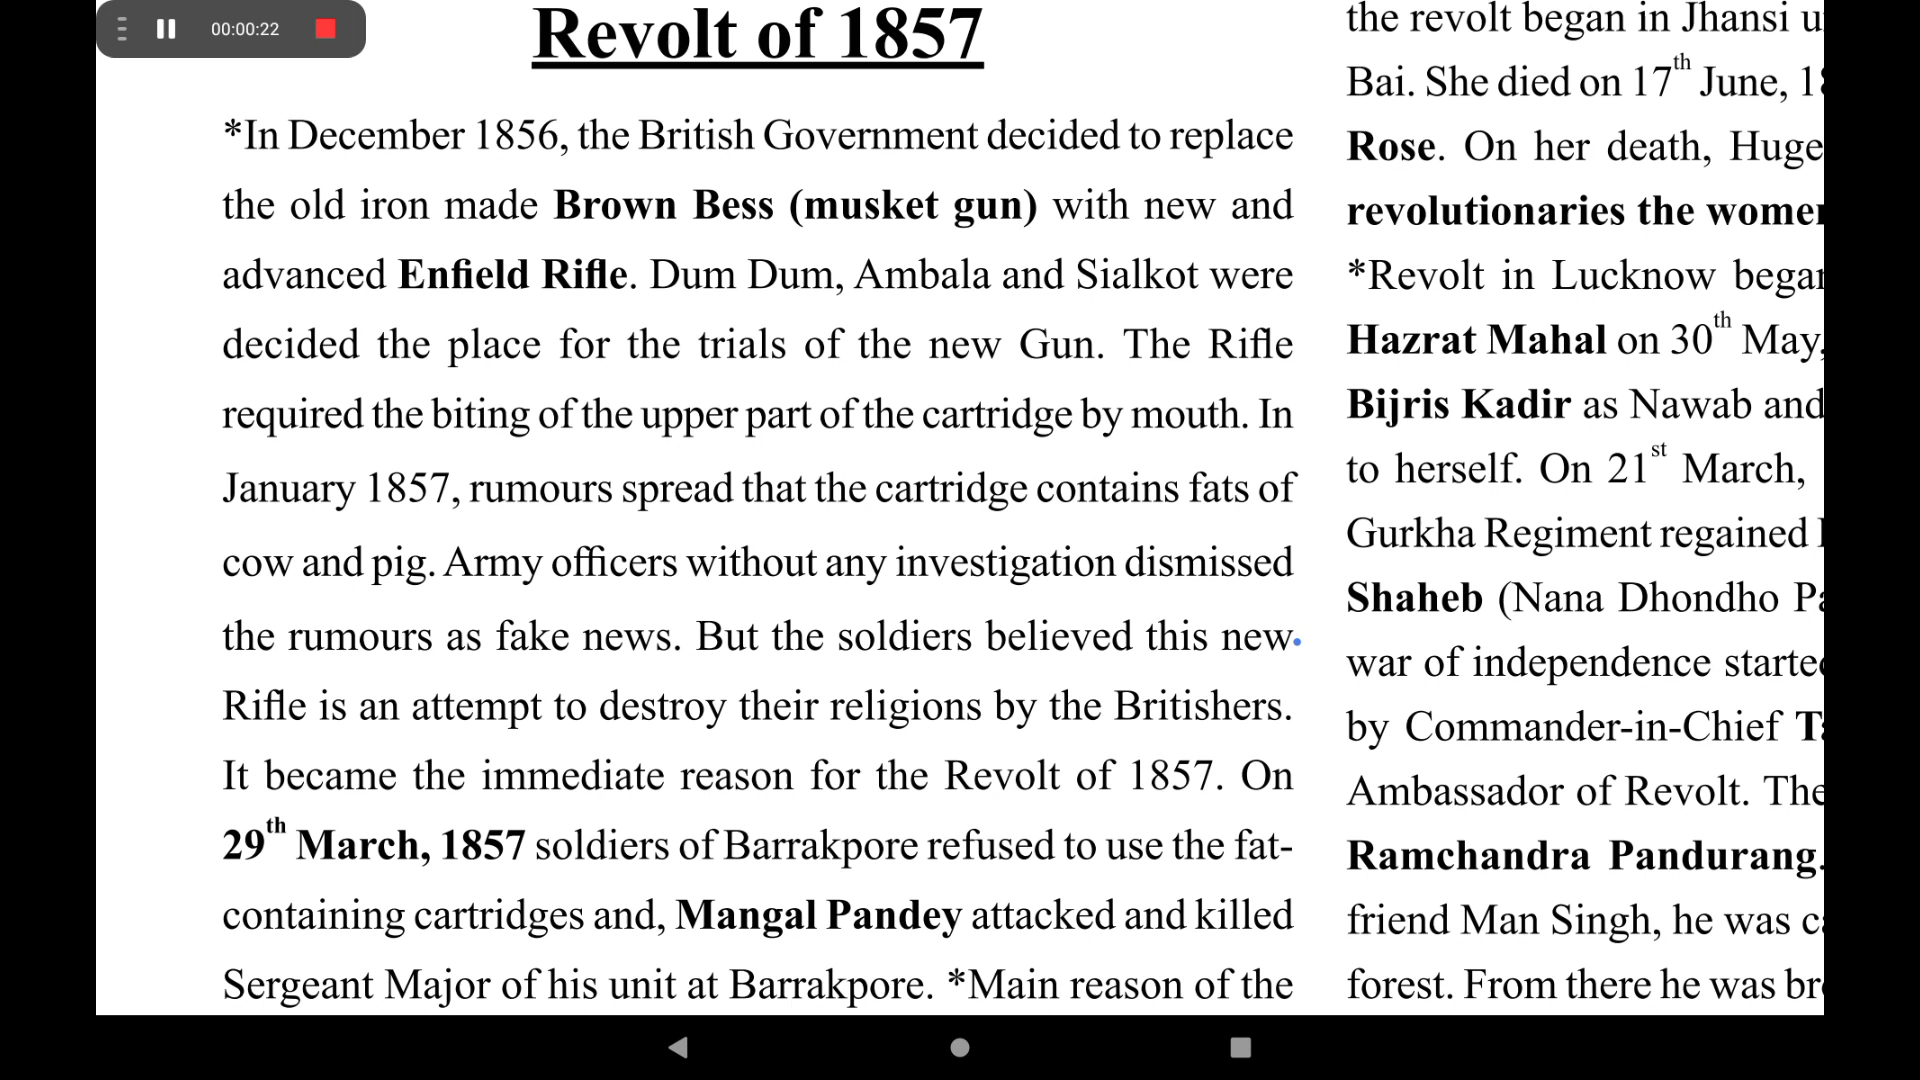 00:00:22
Revolt of 1857
*In December 1856, the British Government decided to replace
the old iron made Brown Bess (musket gun) with new and
advanced Enfield Rifle. Dum Dum, Ambala and Sialkot were
decided the place for the trials of the new Gun. The Rifle
required the biting of the upper part of the cartridge by mouth. In
January 1857, rumours spread that the cartridge contains fats of
cow and pig. Army officers without any investigation dismissed
the rumours as fake news. But the soldiers believed this new
Rifle is an attempt to destroy their religions by the Britishers.
It became the immediate reason for the Revolt of 1857. On
29th March, 1857 soldiers of Barrakpore refused to use the fat-
containing cartridges and, Mangal Pandey attacked and killed
Sergeant Major of his unit at Barrakpore. *Main reason of the
the revolt began in Jhansi
Bai. She died on 17th June,
Rose. On her death, Huge
revolutionaries the
*Revolt in Lucknow
Hazrat Mahal on 30th May,
Bijris Kadir as Nawab and
to herself. On 21st March,
Gurkha Regiment regained
Shaheb (Nana Dhondho
war of independence
by Commander-in-Chief
Ambassador of Revolt. The
Ramchandra Pandurang.
friend Man Singh, he was
forest. From there he was